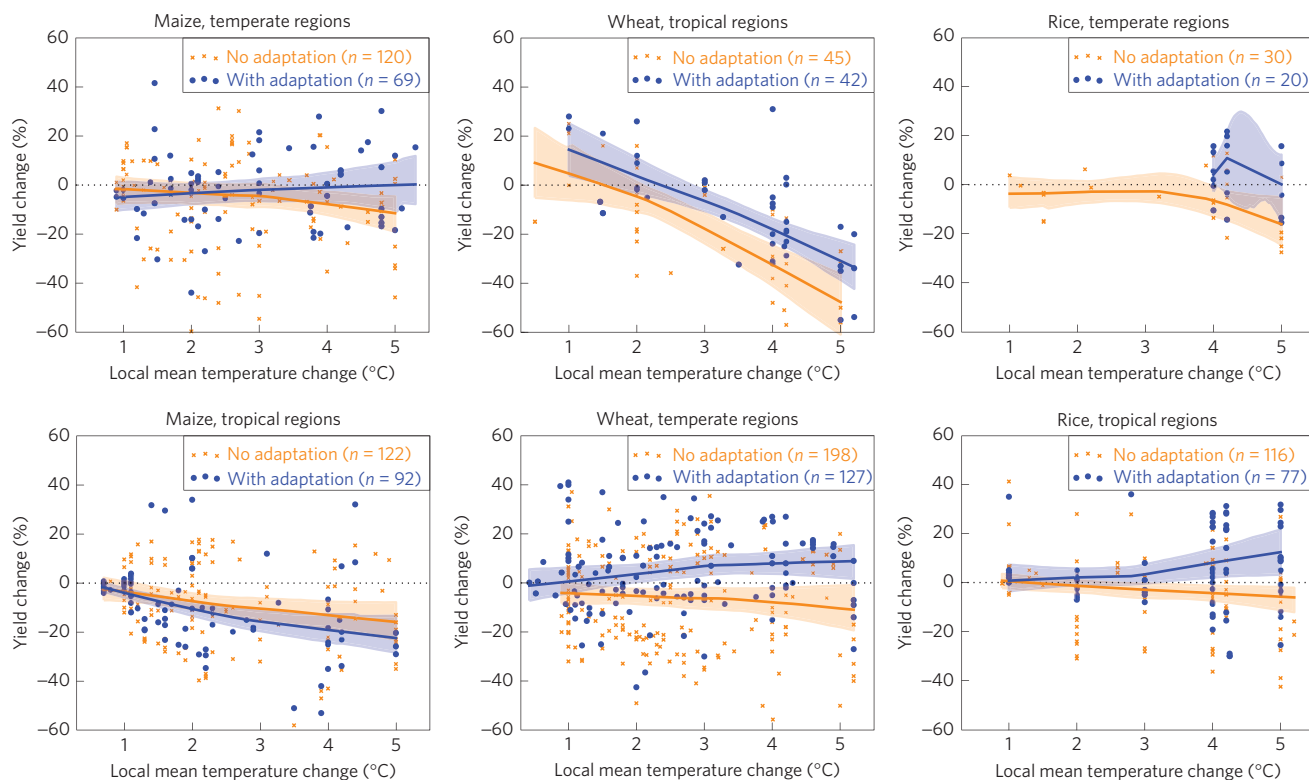 Maize, temperate regions
No adaptation (n = 120)
With adaptation (n = 69)
Yield change (%)
60
40
20
0
−20
−40
−60
1 2 3 4 5
Local mean temperature change (°C)
Wheat, tropical regions
No adaptation (n = 45)
With adaptation (n = 42)
Yield change (%)
60
40
20
0
−20
−40
−60
1 2 3 4 5
Local mean temperature change (°C)
Rice, temperate regions
No adaptation (n = 30)
With adaptation (n = 20)
Yield change (%)
60
40
20
0
−20
−40
−60
1 2 3 4 5
Local mean temperature change (°C)
Maize, tropical regions
No adaptation (n = 122)
With adaptation (n = 92)
Yield change (%)
60
40
20
0
−20
−40
−60
1 2 3 4 5
Local mean temperature change (°C)
Wheat, temperate regions
No adaptation (n = 198)
With adaptation (n = 127)
Yield change (%)
60
40
20
0
−20
−40
−60
1 2 3 4 5
Local mean temperature change (°C)
Rice, tropical regions
No adaptation (n = 116)
With adaptation (n = 77)
Yield change (%)
60
40
20
0
−20
−40
−60
1 2 3 4 5
Local mean temperature change (°C)